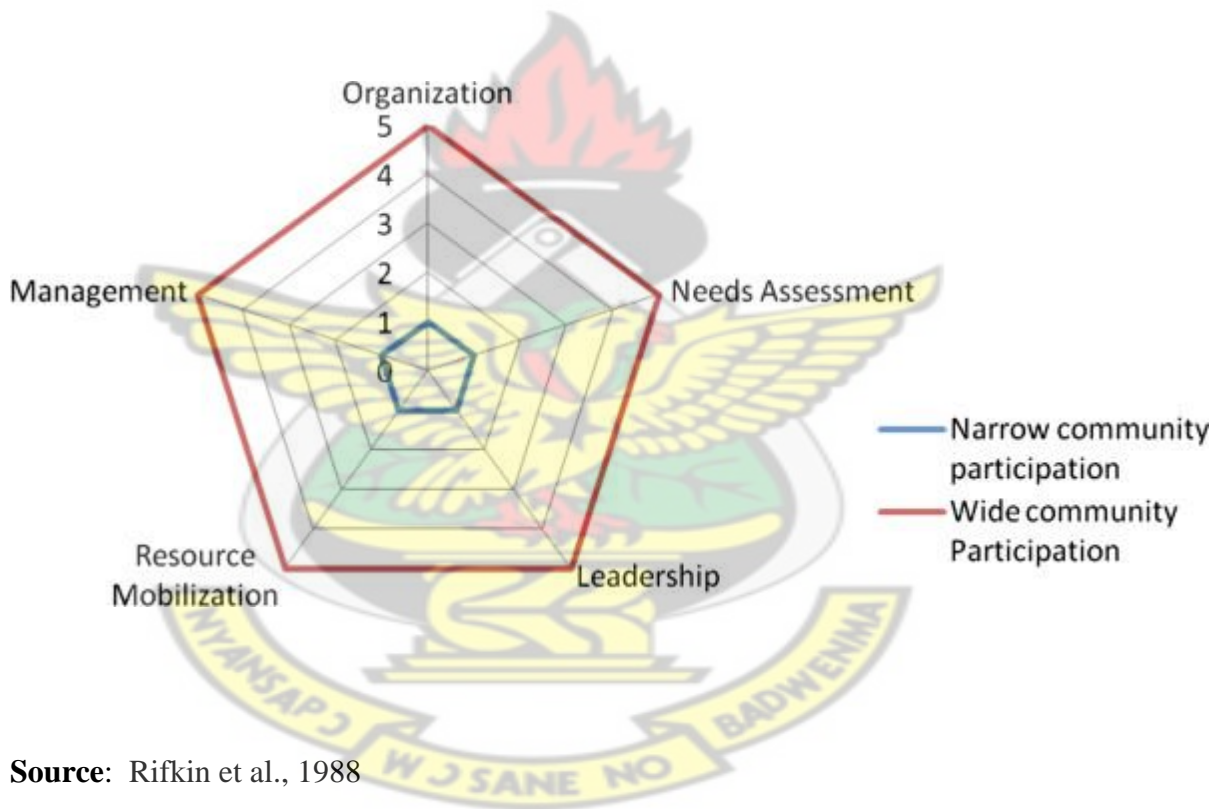 Organization
5
4
3
2
1
0
Management
Needs Assessment
Narrow community
participation
Wide community
Participation
Resource
Mobilization
Leadership
NYANSAPƆ
WƆSANE NO
BADWENMA
Source: Rifkin et al., 1988